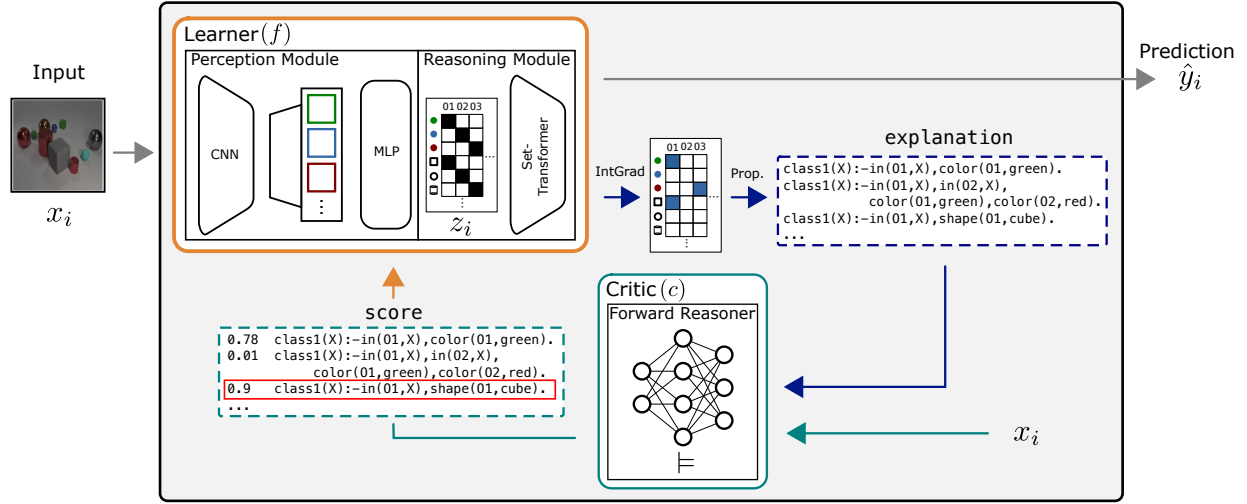 Input
x_i
Learner (f)
Perception Module
CNN
⋮
MLP
Reasoning Module
01 02 03
...
⋮
z_i
Set-Transformer
IntGrad
01 02 03
...
⋮
Prop.
Prediction
ŷ_i
explanation
class1(X):-in(O1,X),color(O1,green).
class1(X):-in(O1,X),in(O2,X),
color(O1,green),color(O2,red).
class1(X):-in(O1,X),shape(O1,cube).
...
score
0.78 class1(X):-in(O1,X),color(O1,green).
0.01 class1(X):-in(O1,X),in(O2,X),
color(O1,green),color(O2,red).
0.9 class1(X):-in(O1,X),shape(O1,cube).
...
Critic (c)
Forward Reasoner
⊨
x_i